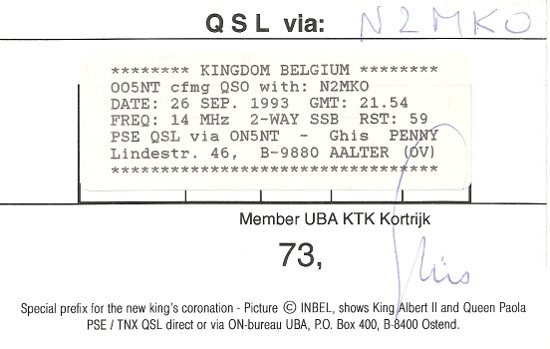 QSL via: N2MKO
******** KINGDOM BELGIUM ********
OO5NT cfmg QSO with: N2MKO
DATE: 26 SEP. 1993  GMT: 21.54
FREQ: 14 MHz  2-WAY SSB  RST: 59
PSE QSL via ON5NT  -  Ghis  PENNY
Lindestr. 46,  B-9880 AALTER (OV)
***********************************
Member UBA KTK Kortrijk
73,
Ghis
Special prefix for the new king's coronation - Picture © INBEL, shows King Albert II and Queen Paola
PSE / TNX QSL direct or via ON-bureau UBA, P.O. Box 400, B-8400 Ostend.